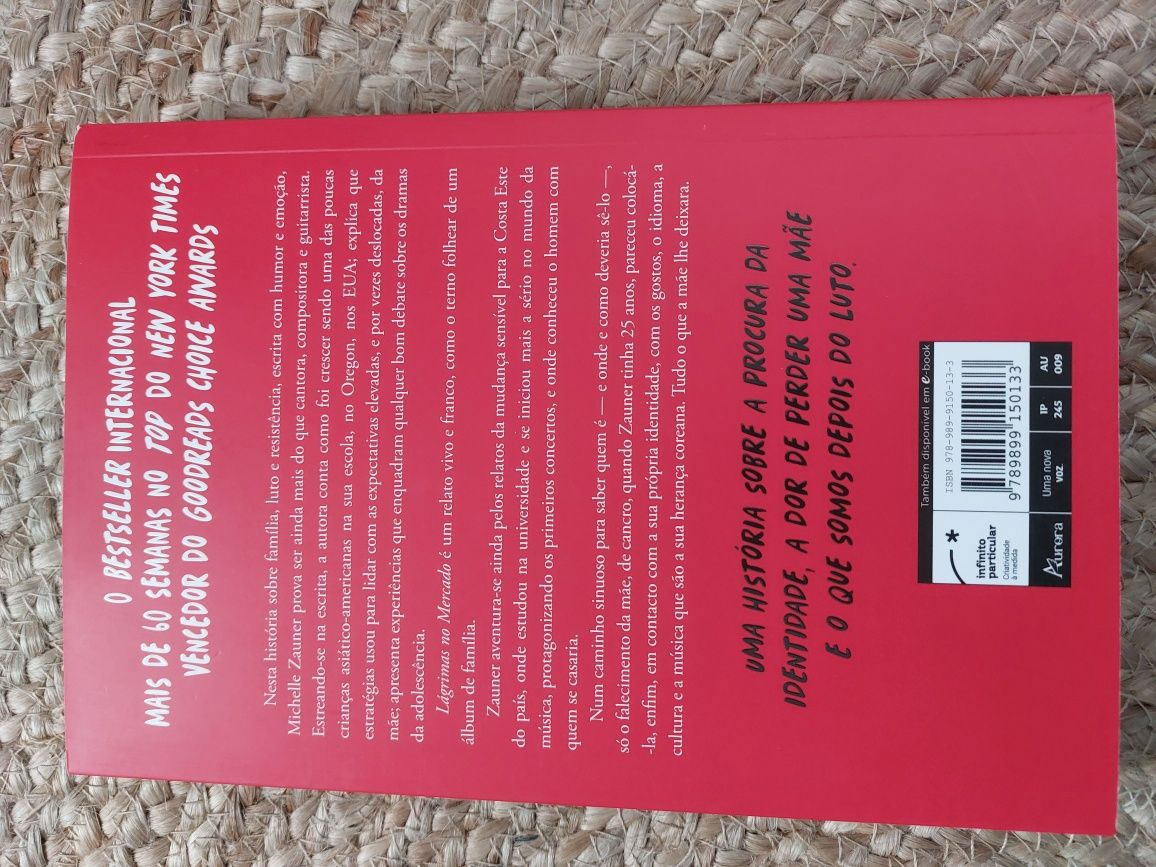 O BESTSELLER INTERNACIONAL
MAIS DE 60 SEMANAS NO TOP DO NEW YORK TIMES
VENCEDOR DO GOODREADS CHOICE AWARDS
Nesta história sobre família, luto e resistência, escrita com humor e emoção,
Michelle Zauner prova ser ainda mais do que cantora, compositora e guitarrista.
Estreando-se na escrita, a autora conta como foi crescer sendo uma das poucas
crianças asiático-americanas na sua escola, no Oregon, nos EUA; explica que
estratégias usou para lidar com as expectativas elevadas, e por vezes deslocadas, da
mãe; apresenta experiências que enquadram qualquer bom debate sobre os dramas
da adolescência.
Lágrimas no Mercado é um relato vivo e franco, como o terno folhear de um
álbum de família.
Zauner aventura-se ainda pelos relatos da mudança sensível para a Costa Este
do país, onde estudou na universidade e se iniciou mais a sério no mundo da
música, protagonizando os primeiros concertos, e onde conheceu o homem com
quem se casaria.
Num caminho sinuoso para saber quem é — e onde e como deveria sê-lo —,
só o falecimento da mãe, de cancro, quando Zauner tinha 25 anos, pareceu colocá-
-la, enfim, em contacto com a sua própria identidade, com os gostos, o idioma, a
cultura e a música que são a sua herança coreana. Tudo o que a mãe lhe deixara.
UMA HISTÓRIA SOBRE A PROCURA DA
IDENTIDADE, A DOR DE PERDER UMA MÃE
E O QUE SOMOS DEPOIS DO LUTO.
Também disponível em e-book
infinito
particular
Criatividade
à medida
ISBN 978-989-9150-13-3
9 789899 150133
Aurora
Uma nova
voz.
IP
245
AU
009